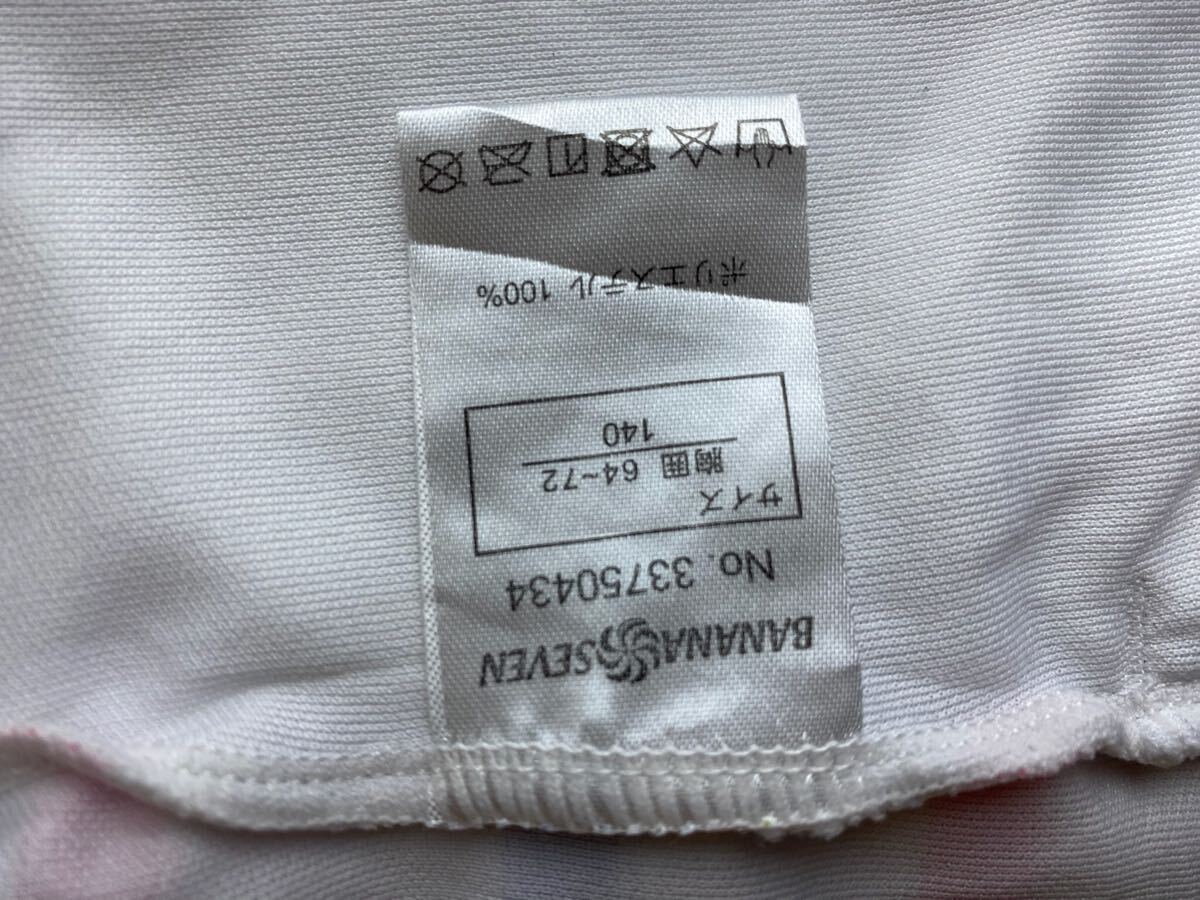 BANANA SEVEN
No. 33750434
サイズ
胸囲 64~72
140
ポリエステル 100%